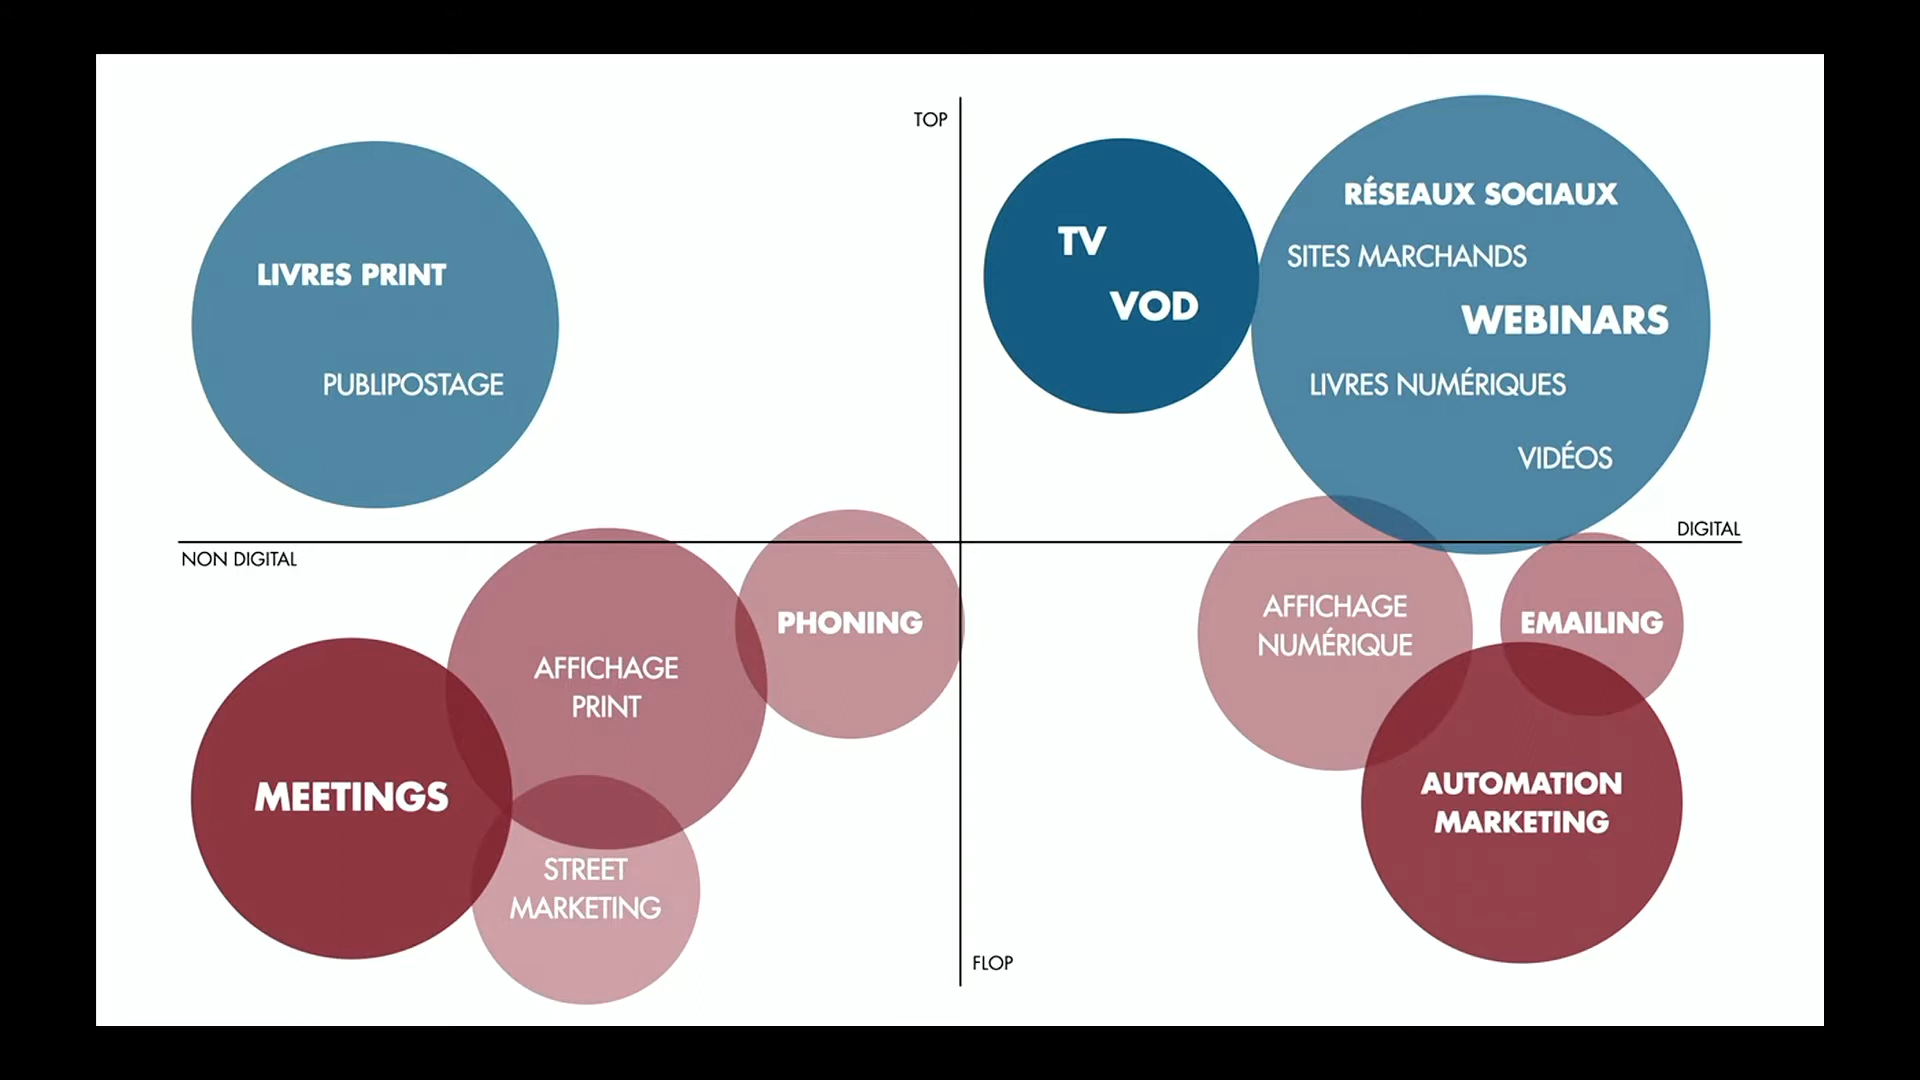 TOP
RÉSEAUX SOCIAUX
TV
SITES MARCHANDS
LIVRES PRINT
VOD
WEBINARS
PUBLIPOSTAGE
LIVRES NUMÉRIQUES
VIDÉOS
DIGITAL
NON DIGITAL
AFFICHAGE
NUMÉRIQUE
PHONING
EMAILING
AFFICHAGE
PRINT
MEETINGS
AUTOMATION
MARKETING
STREET
MARKETING
FLOP